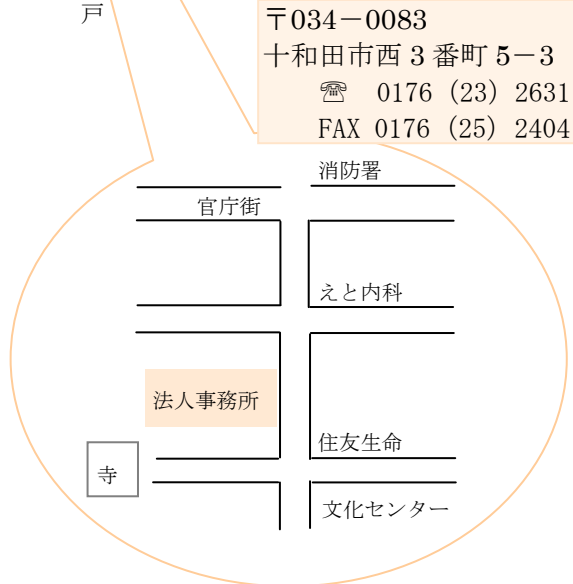 戸
〒034－0083
十和田市西 3 番町 5－3
☎ 0176 (23) 2631
FAX 0176 (25) 2404
消防署
官庁街
えと内科
法人事務所
住友生命
寺
文化センター